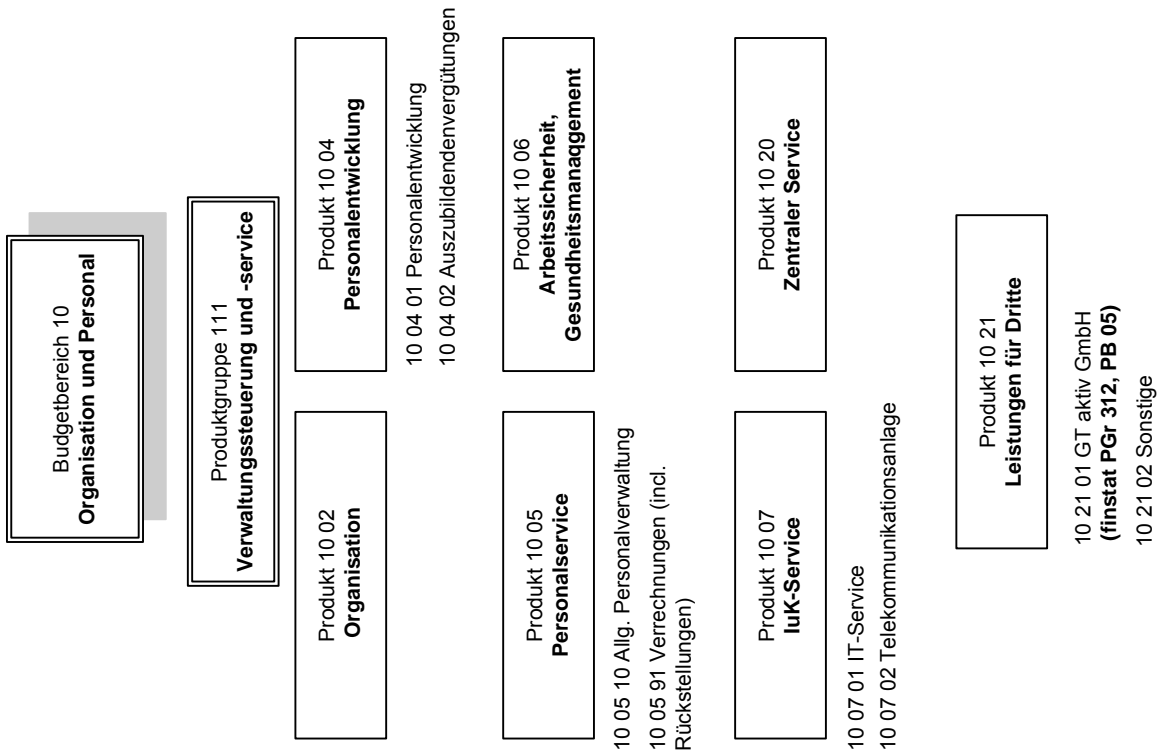 Budgetbereich 10
Organisation und Personal
Produktgruppe 111
Verwaltungssteuerung und -service
Produkt 10 02
Organisation
Produkt 10 04
Personalentwicklung
10 04 01 Personalentwicklung
10 04 02 Auszubildendenvergütungen
Produkt 10 05
Personalservice
10 05 10 Allg. Personalverwaltung
10 05 91 Verrechnungen (incl.
Rückstellungen)
Produkt 10 06
Arbeitssicherheit,
Gesundheitsmanaqgement
Produkt 10 07
IuK-Service
10 07 01 IT-Service
10 07 02 Telekommunikationsanlage
Produkt 10 20
Zentraler Service
Produkt 10 21
Leistungen für Dritte
10 21 01 GT aktiv GmbH
(finstat PGr 312, PB 05)
10 21 02 Sonstige